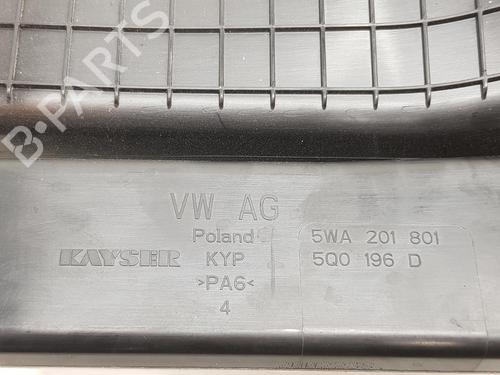 B-PARTS
VW AG
Poland
KAYSER
KYP
>PA6<
4
5WA 201 801
5Q0 196 D